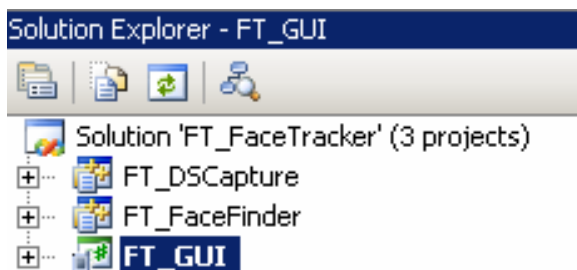 Solution Explorer - FT_GUI
Solution 'FT_FaceTracker' (3 projects)
FT_DSCapture
FT_FaceFinder
FT_GUI